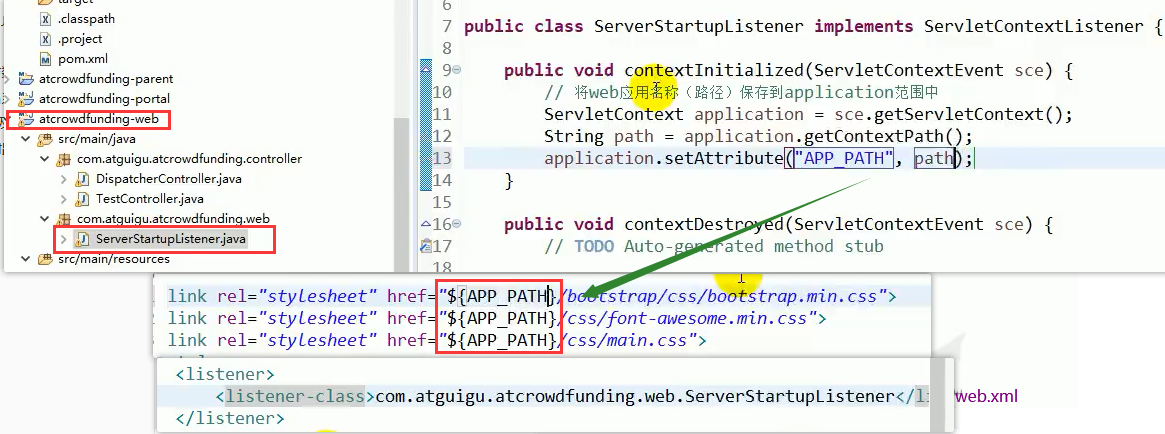 target
.classpath
.project
pom.xml
atcrowdfunding-parent
atcrowdfunding-portal
atcrowdfunding-web
src/main/java
com.atguigu.atcrowdfunding.controller
DispatcherController.java
TestController.java
com.atguigu.atcrowdfunding.web
ServerStartupListener.java
src/main/resources
6
7 public class ServerStartupListener implements ServletContextListener {
8
9 public void contextInitialized(ServletContextEvent sce) {
10 // 将web应用名称（路径）保存到application范围中
11 ServletContext application = sce.getServletContext();
12 String path = application.getContextPath();
13 application.setAttribute("APP_PATH", path);
14 }
16 public void contextDestroyed(ServletContextEvent sce) {
17 // TODO Auto-generated method stub
link rel="stylesheet" href="${APP_PATH}/bootstrap/css/bootstrap.min.css">
link rel="stylesheet" href="${APP_PATH}/css/font-awesome.min.css">
link rel="stylesheet" href="${APP_PATH}/css/main.css">
<listener>
<listener-class>com.atguigu.atcrowdfunding.web.ServerStartupListener</li
</listener>
web.xml